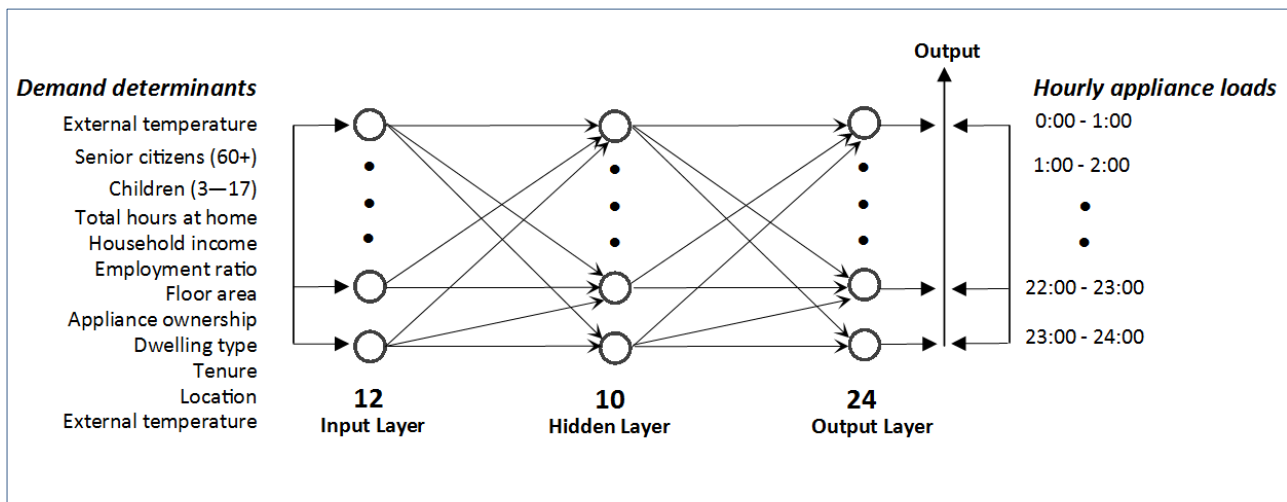 Output
Demand determinants
Hourly appliance loads
External temperature
Senior citizens (60+)
Children (3—17)
Total hours at home
Household income
Employment ratio
Floor area
Appliance ownership
Dwelling type
Tenure
Location
External temperature
12
Input Layer
10
Hidden Layer
24
Output Layer
0:00 - 1:00
1:00 - 2:00
22:00 - 23:00
23:00 - 24:00